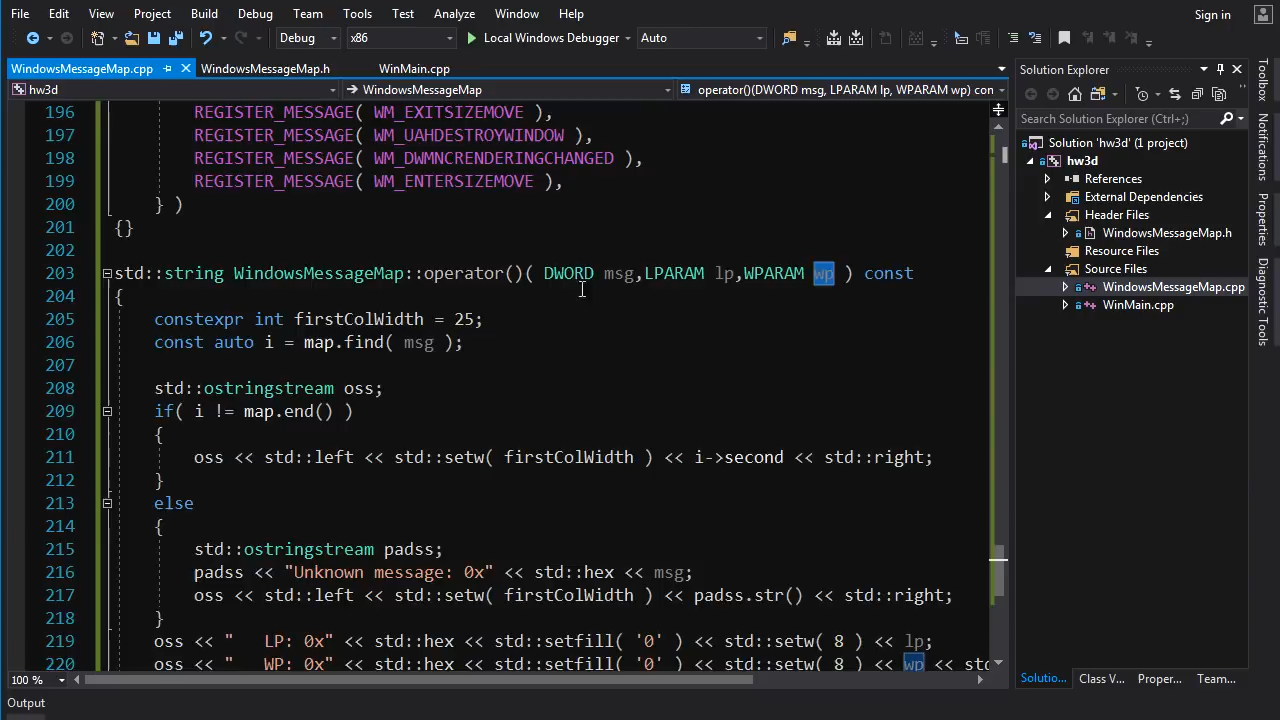 File Edit View Project Build Debug Team Tools Test Analyze Window Help Sign in
Debug x86 Local Windows Debugger Auto
WindowsMessageMap.cpp WindowsMessageMap.h WinMain.cpp Solution Explorer
hw3d WindowsMessageMap operator()(DWORD msg, LPARAM lp, WPARAM wp) con
Search Solution Explorer (Ctrl+;)
Solution 'hw3d' (1 project)
hw3d
References
External Dependencies
Header Files
WindowsMessageMap.h
Resource Files
Source Files
WindowsMessageMap.cpp
WinMain.cpp
196 REGISTER_MESSAGE( WM_EXITSIZEMOVE ),
197 REGISTER_MESSAGE( WM_UAHDESTROYWINDOW ),
198 REGISTER_MESSAGE( WM_DWMNCRENDERINGCHANGED ),
199 REGISTER_MESSAGE( WM_ENTERSIZEMOVE ),
200 } )
201 {}
202
203 std::string WindowsMessageMap::operator()( DWORD msg,LPARAM lp,WPARAM wp ) const
204 {
205 constexpr int firstColWidth = 25;
206 const auto i = map.find( msg );
207
208 std::ostringstream oss;
209 if( i != map.end() )
210 {
211 oss << std::left << std::setw( firstColWidth ) << i->second << std::right;
212 }
213 else
214 {
215 std::ostringstream padss;
216 padss << "Unknown message: 0x" << std::hex << msg;
217 oss << std::left << std::setw( firstColWidth ) << padss.str() << std::right;
218 }
219 oss << "   LP: 0x" << std::hex << std::setfill( '0' ) << std::setw( 8 ) << lp;
220 oss << "   WP: 0x" << std::hex << std::setfill( '0' ) << std::setw( 8 ) << wp << std
100 %
Solutio... Class V... Proper... Team...
Output
Toolbox
Notifications
Properties
Diagnostic Tools